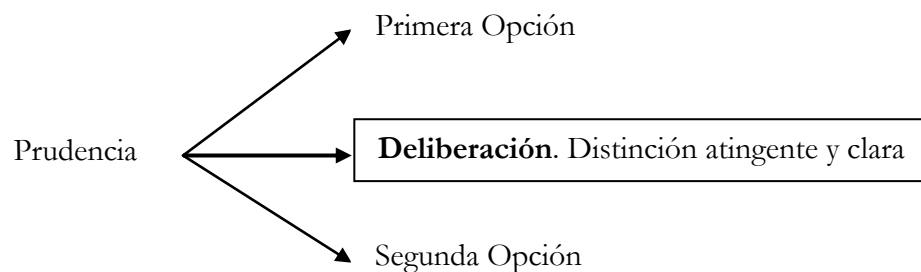 Primera Opción
Prudencia
Deliberación. Distinción atingente y clara
Segunda Opción